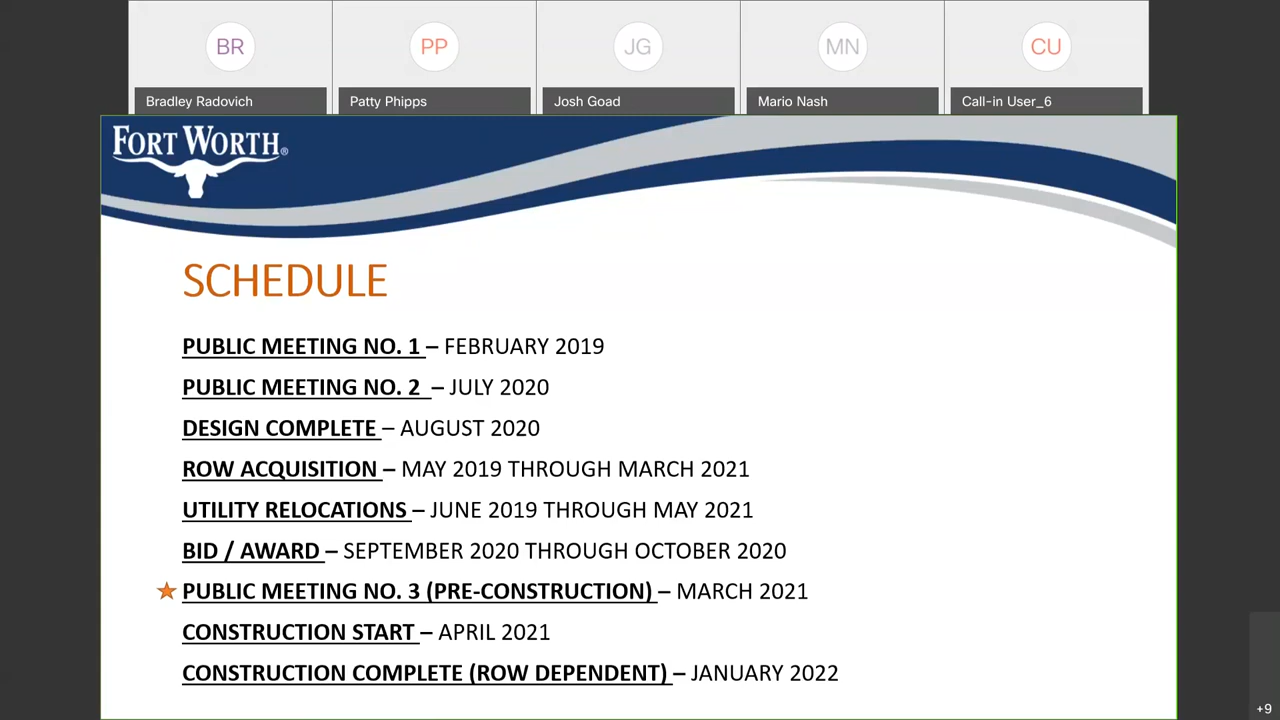 BR
PP
JG
MN
CU
Bradley Radovich
Patty Phipps
Josh Goad
Mario Nash
Call-in User_6
FORT WORTH®
SCHEDULE
PUBLIC MEETING NO. 1 – FEBRUARY 2019
PUBLIC MEETING NO. 2 – JULY 2020
DESIGN COMPLETE – AUGUST 2020
ROW ACQUISITION – MAY 2019 THROUGH MARCH 2021
UTILITY RELOCATIONS – JUNE 2019 THROUGH MAY 2021
BID / AWARD – SEPTEMBER 2020 THROUGH OCTOBER 2020
PUBLIC MEETING NO. 3 (PRE-CONSTRUCTION) – MARCH 2021
CONSTRUCTION START – APRIL 2021
CONSTRUCTION COMPLETE (ROW DEPENDENT) – JANUARY 2022
+9